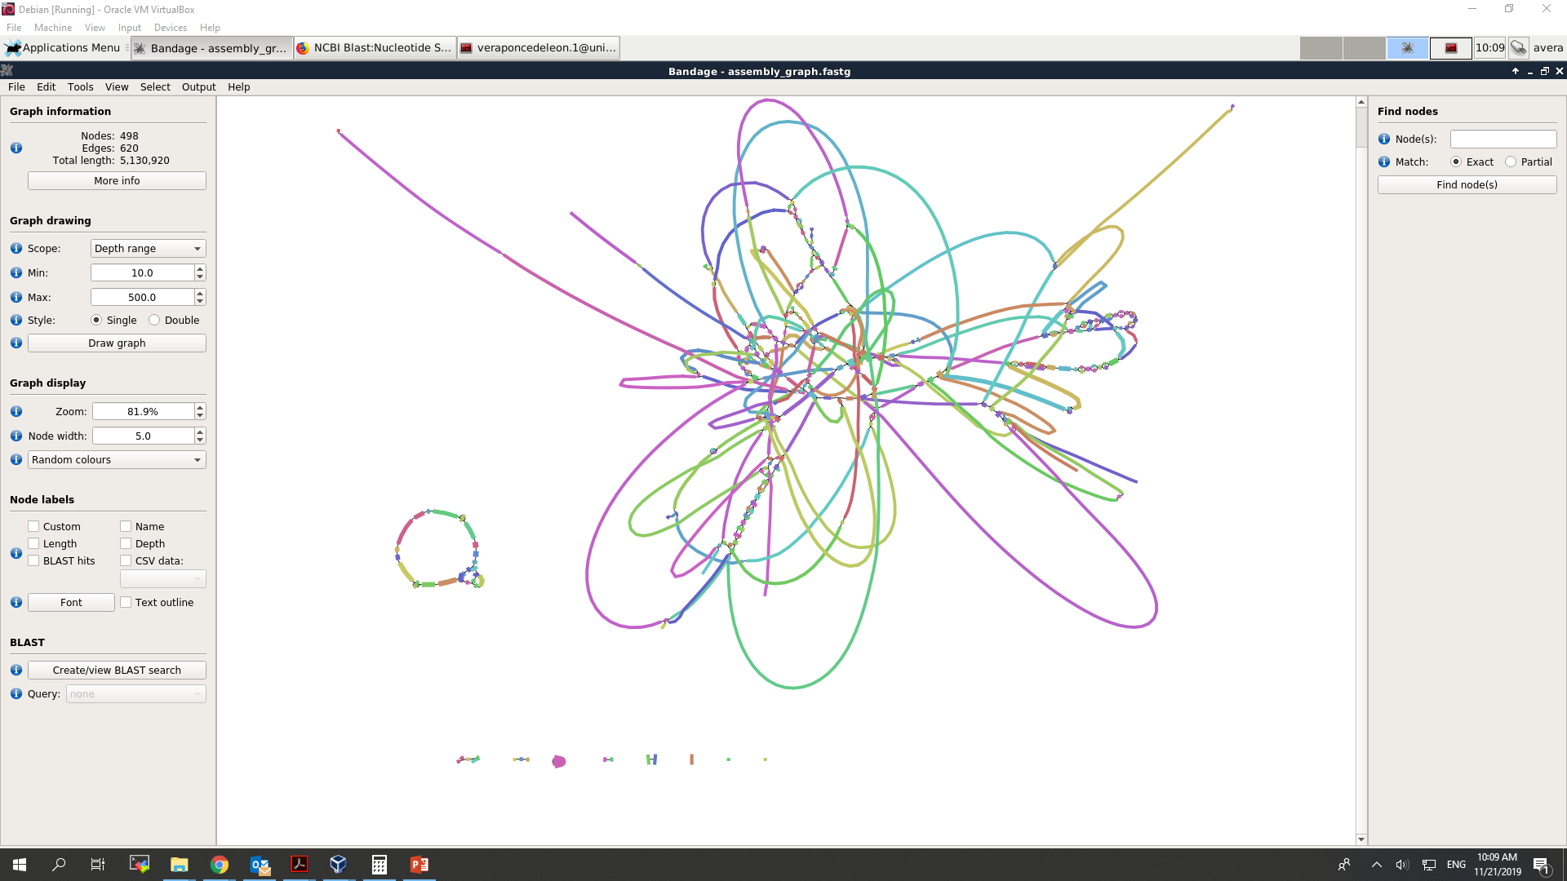 Debian [Running] - Oracle VM VirtualBox
File Machine View Input Devices Help
Applications Menu Bandage - assembly_gr... NCBI Blast:Nucleotide S... veraponcedeleon.1@uni... 10:09 avera
Bandage - assembly_graph.fastg
File Edit Tools View Select Output Help
Graph information
Nodes: 498
Edges: 620
Total length: 5,130,920
More info
Graph drawing
Scope: Depth range
Min: 10.0
Max: 500.0
Style: Single Double
Draw graph
Graph display
Zoom: 81.9%
Node width: 5.0
Random colours
Node labels
Custom Name
Length Depth
BLAST hits CSV data:
Font Text outline
BLAST
Create/view BLAST search
Query: none
Find nodes
Node(s):
Match: Exact Partial
Find node(s)
ENG
10:09 AM
11/21/2019
1